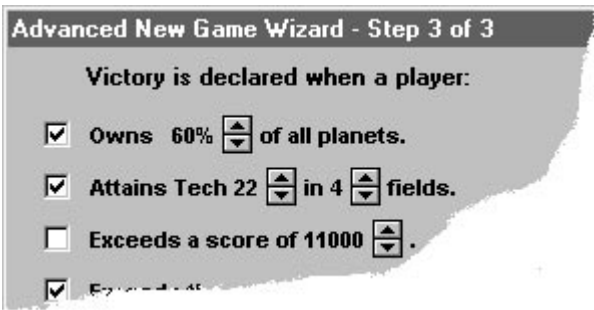 Advanced New Game Wizard - Step 3 of 3
Victory is declared when a player:
Owns 60% of all planets.
Attains Tech 22 in 4 fields.
Exceeds a score of 11000 .